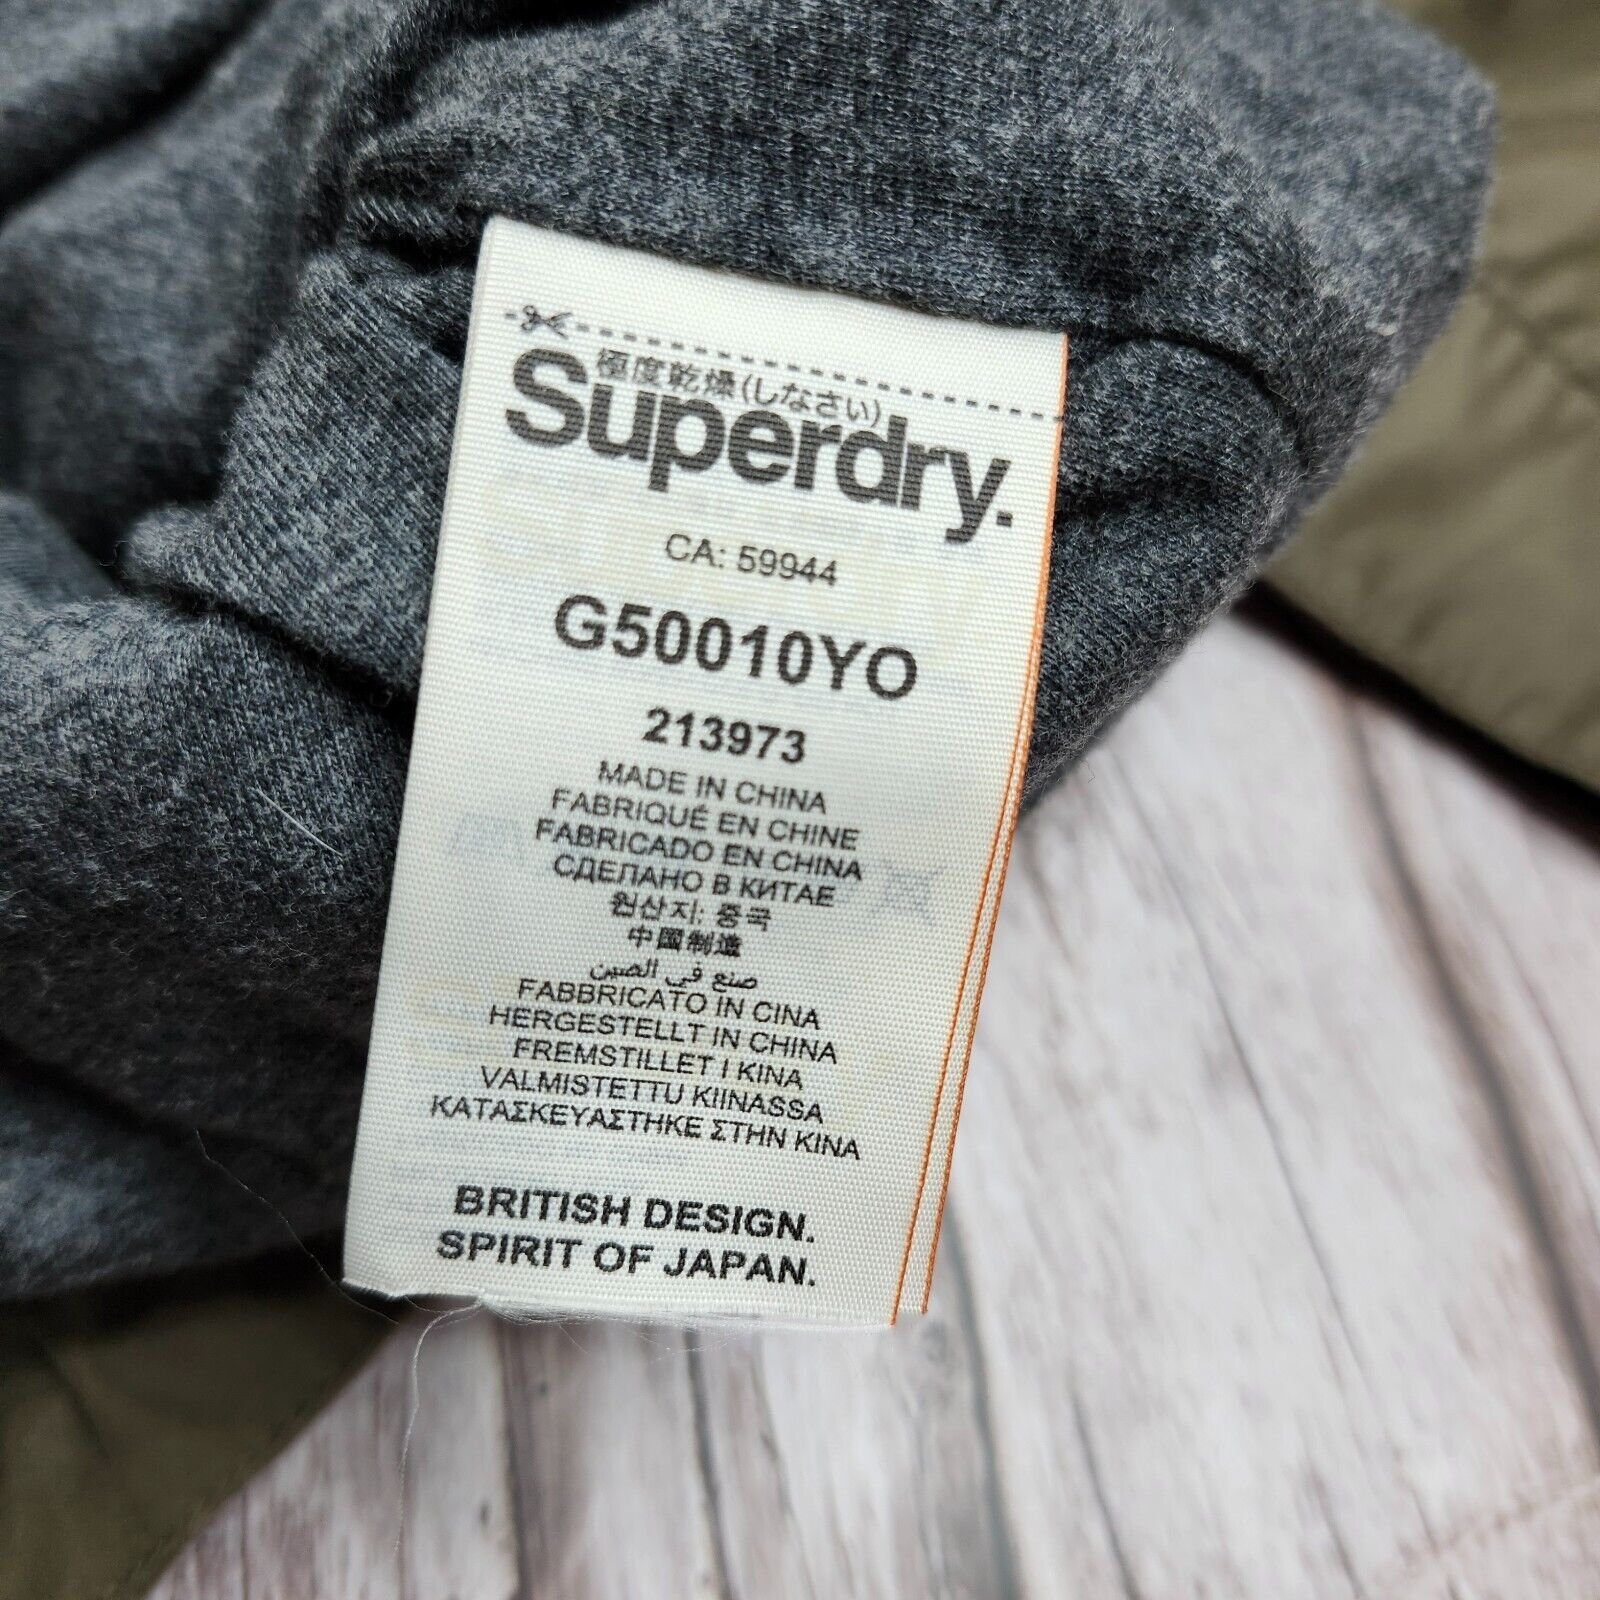 極度乾燥(しなさい)
Superdry.
CA: 59944
G50010YO
213973
MADE IN CHINA
FABRIQUÉ EN CHINE
FABRICADO EN CHINA
СДЕЛАНО В КИТАЕ
원산지: 중국
中国制造
صنع في الصين
FABBRICATO IN CINA
HERGESTELLT IN CHINA
FREMSTILLET I KINA
VALMISTETTU KIINASSA
ΚΑΤΑΣΚΕΥΑΣΤΗΚΕ ΣΤΗΝ ΚΙΝΑ
BRITISH DESIGN.
SPIRIT OF JAPAN.